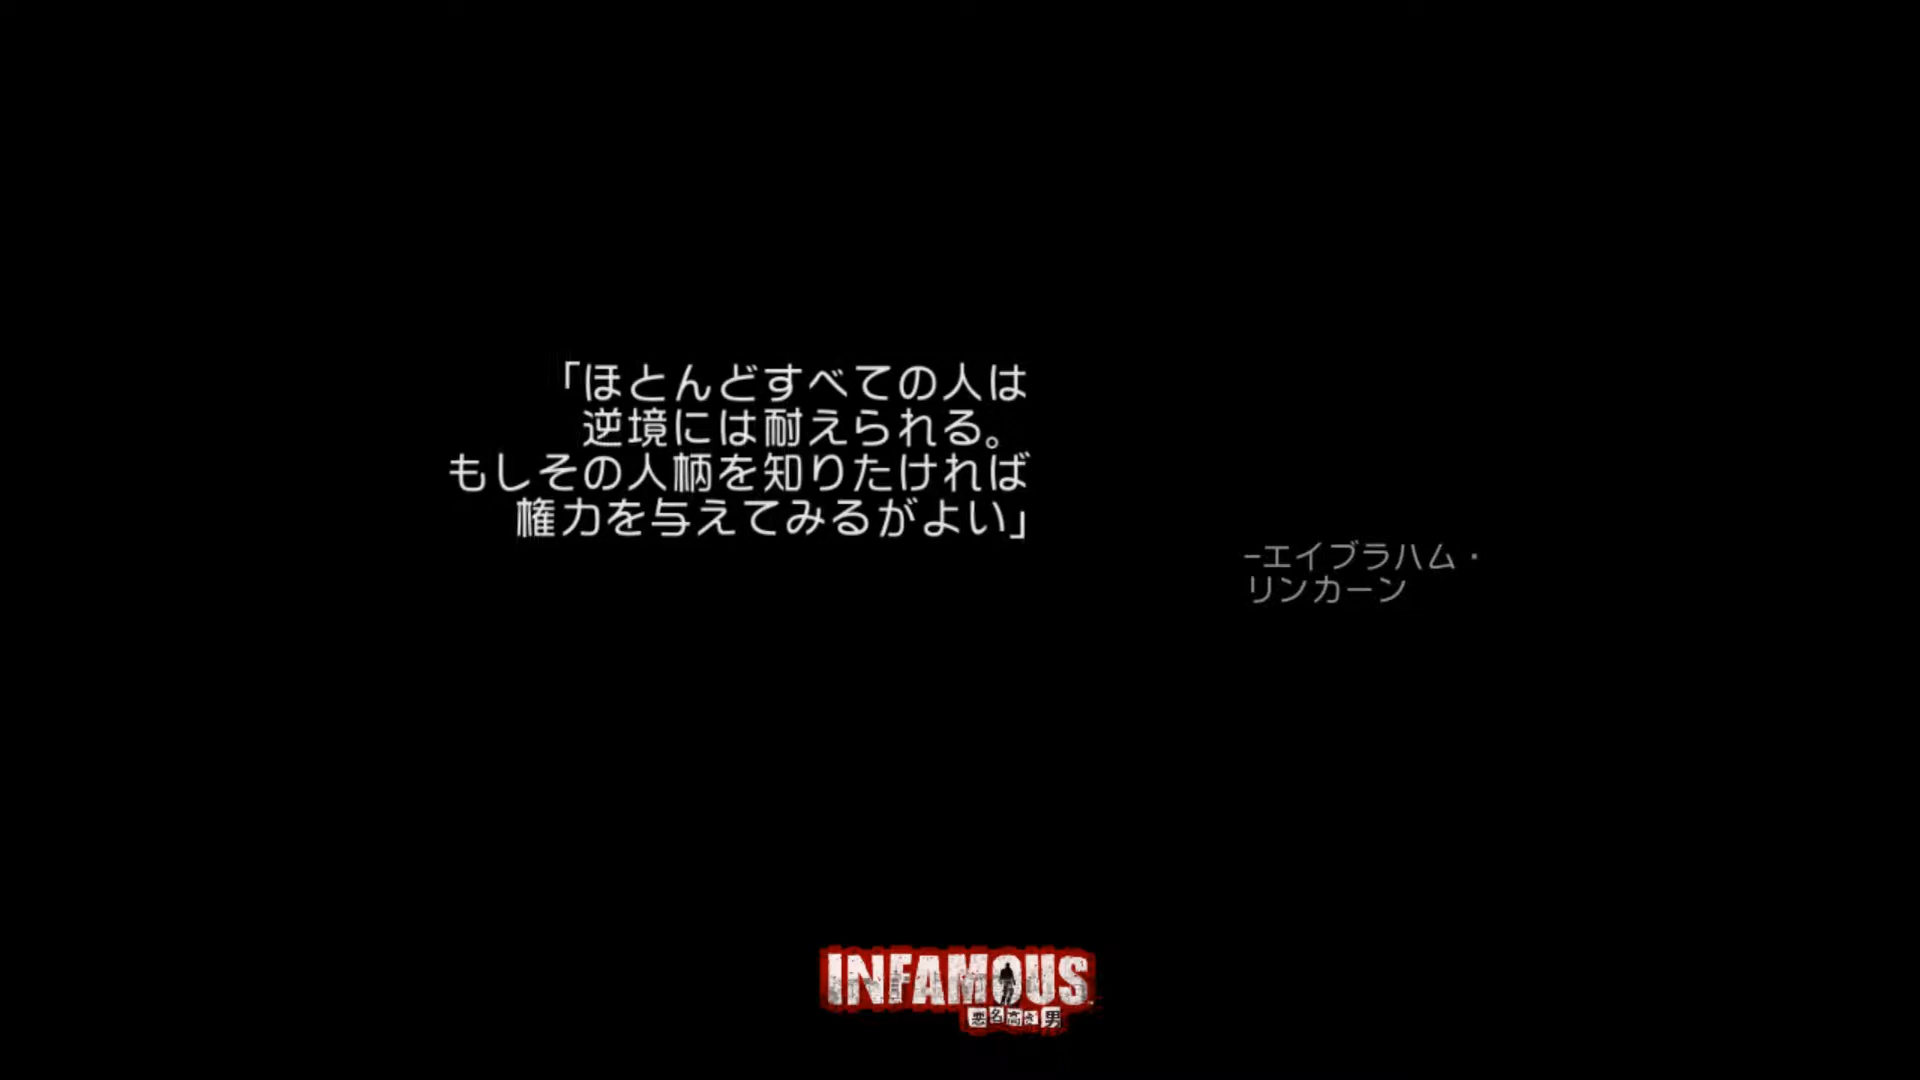 「ほとんどすべての人は
逆境には耐えられる。
もしその人柄を知りたければ
権力を与えてみるがよい」
−エイブラハム・
リンカーン
INFAMOUS
悪名高き男